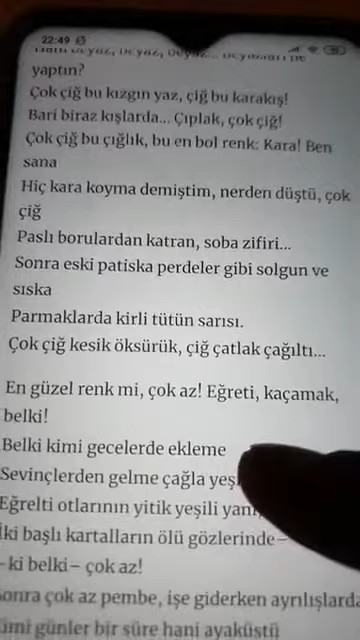 22:49
yaptın?
Çok çiğ bu kızgın yaz, çiğ bu karakış!
Bari biraz kışlarda... Çıplak, çok çiğ!
Çok çiğ bu çığlık, bu en bol renk: Kara! Ben
sana
Hiç kara koyma demiştim, nerden düştü, çok
çiğ
Paslı borulardan katran, soba zifiri...
Sonra eski patiska perdeler gibi solgun ve
sıska
Parmaklarda kirli tütün sarısı.
Çok çiğ kesik öksürük, çiğ çatlak çağıltı...
En güzel renk mi, çok az! Eğreti, kaçamak,
belki!
Belki kimi gecelerde ekleme
Sevinçlerden gelme çağla
Eğrelti otlarının yitik yeşili
İki başlı kartalların ölü gözlerinde–
–ki belki– çok az!
sonra çok az pembe, işe giderken ayrılışlarda
günler bir süre hani ayaküstü